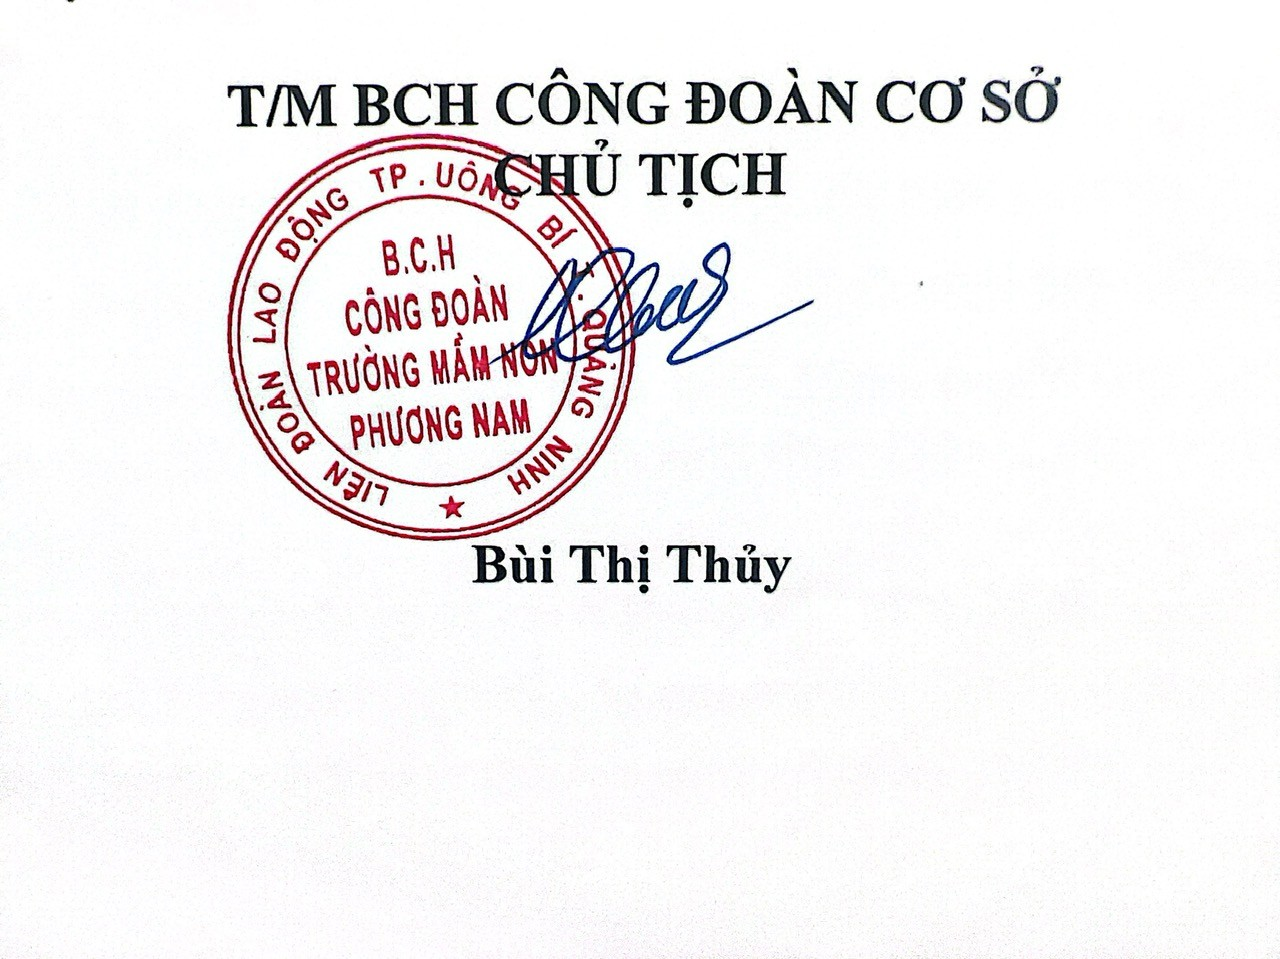 T/M BCH CÔNG ĐOÀN CƠ SỞ
CHỦ TỊCH
LIÊN ĐOÀN LAO ĐỘNG TP. UÔNG BÍ T. QUẢNG NINH
B.C.H
CÔNG ĐOÀN
TRƯỜNG MẦM NON
PHƯƠNG NAM
Bùi Thị Thủy